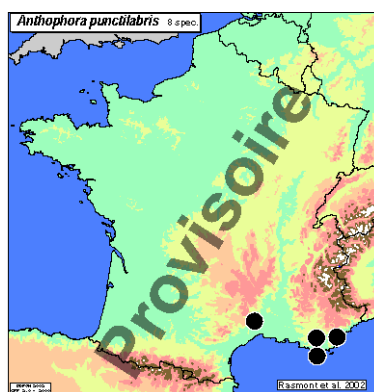 Anthophora punctilabris 8 spec.
Provisoire
Rasmont et al. 2002